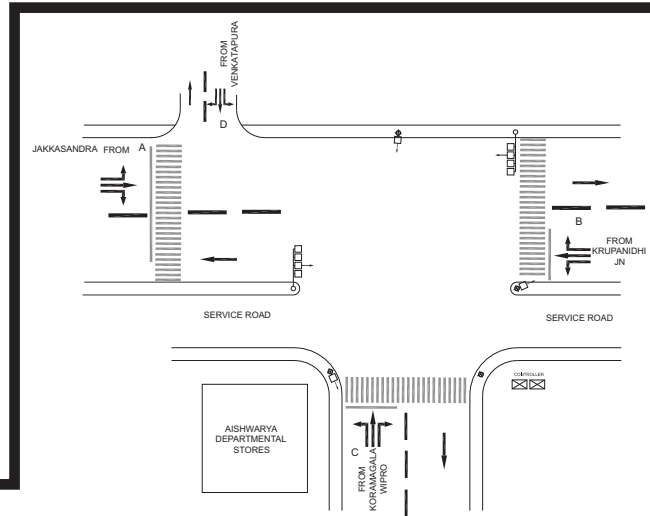 FROM
VENKATAPURA
D
JAKKASANDRA FROM
A
B
FROM
KRUPANIDHI
JN
SERVICE ROAD
SERVICE ROAD
CONTROLLER
AISHWARYA
DEPARTMENTAL
STORES
C
FROM
KORAMAGALA
WIPRO